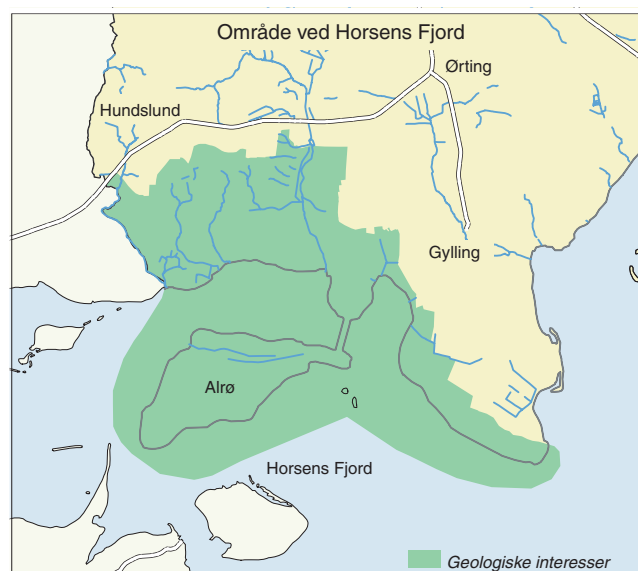 Område ved Horsens Fjord
Ørting
Hundslund
Gylling
Alrø
Horsens Fjord
Geologiske interesser